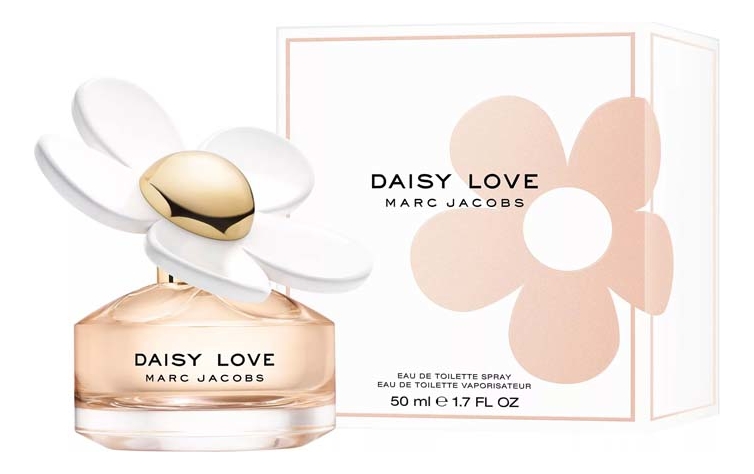 DAISY LOVE
MARC JACOBS
EAU DE TOILETTE SPRAY
EAU DE TOILETTE VAPORISATEUR
50 ml ℮ 1.7 FL OZ
DAISY LOVE
MARC JACOBS